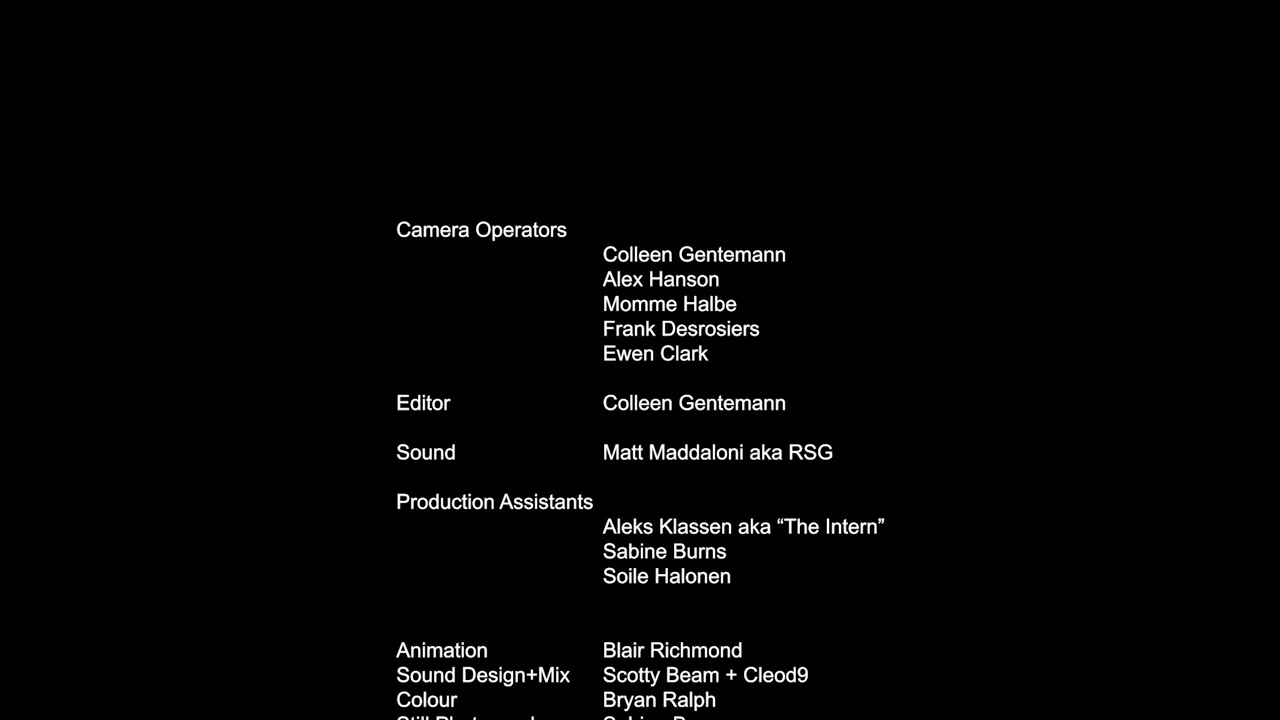 Camera Operators
Colleen Gentemann
Alex Hanson
Momme Halbe
Frank Desrosiers
Ewen Clark
Editor Colleen Gentemann
Sound Matt Maddaloni aka RSG
Production Assistants
Aleks Klassen aka “The Intern”
Sabine Burns
Soile Halonen
Animation Blair Richmond
Sound Design+Mix Scotty Beam + Cleod9
Colour Bryan Ralph